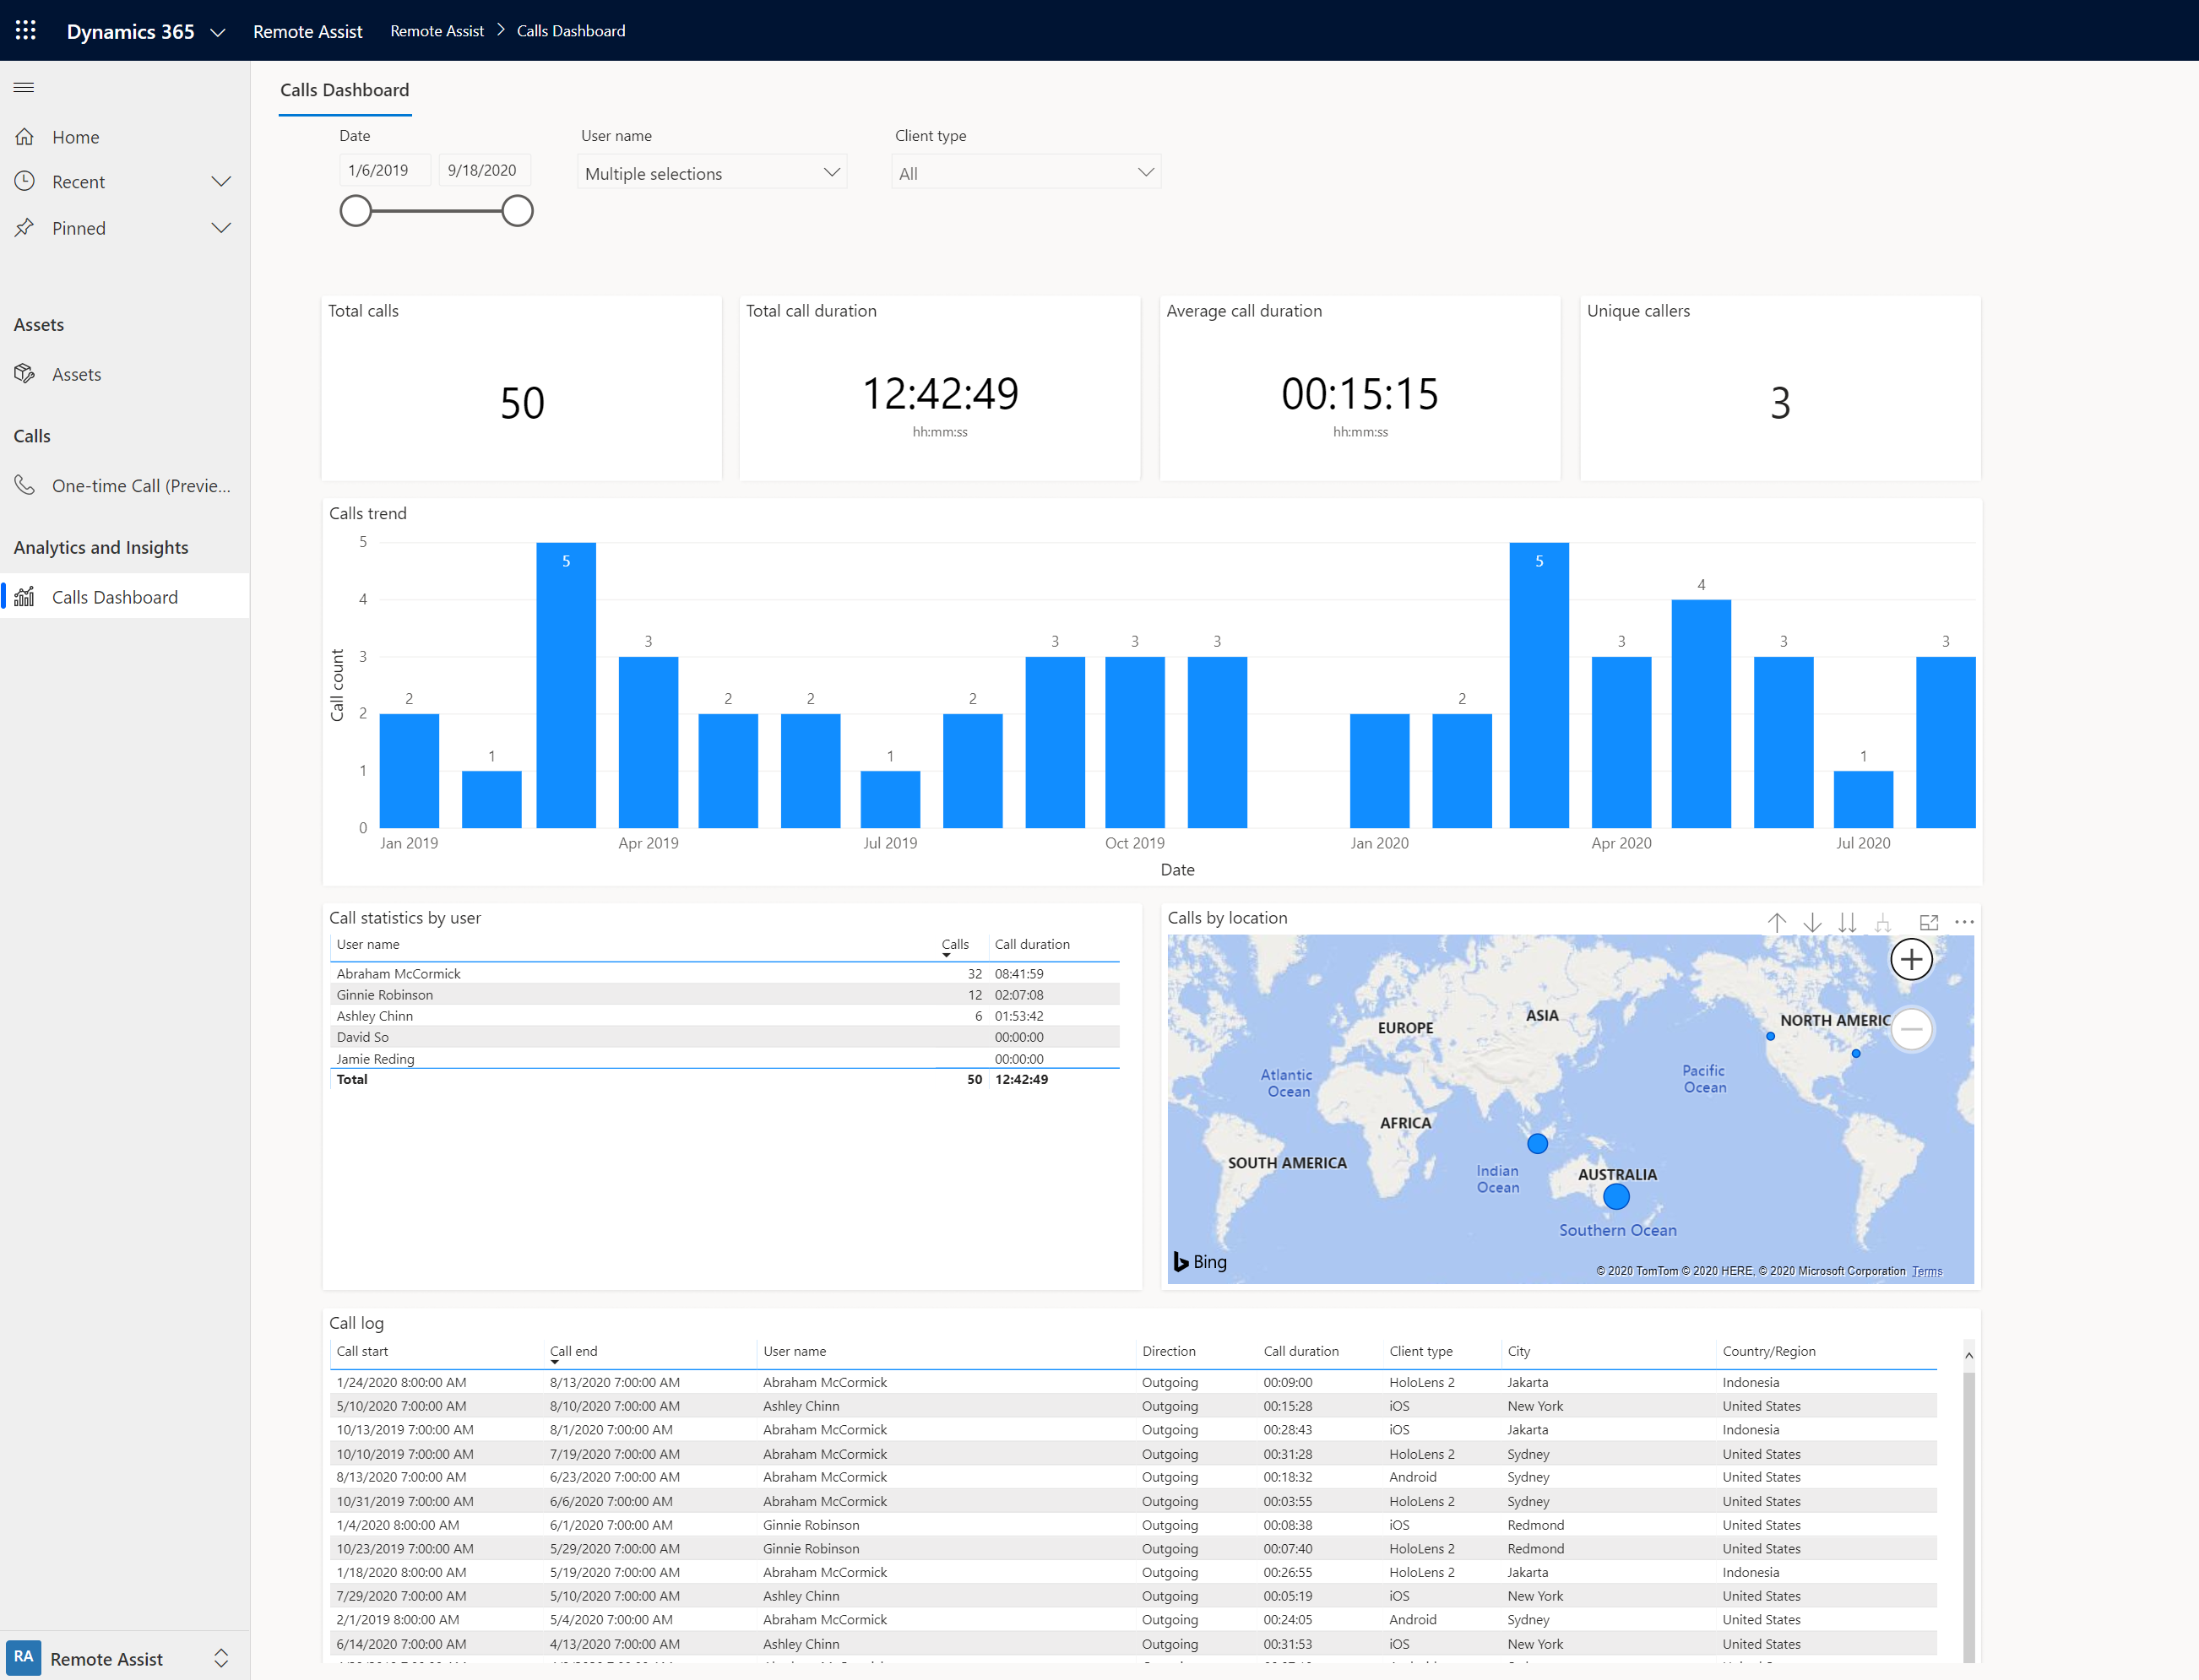 Dynamics 365 Remote Assist Remote Assist > Calls Dashboard
Home
Recent
Pinned
Assets
Assets
Calls
One-time Call (Previe...
Analytics and Insights
Calls Dashboard
RA Remote Assist
Calls Dashboard
Date User name Client type
1/6/2019 9/18/2020 Multiple selections All
Total calls
50
Total call duration
12:42:49
hh:mm:ss
Average call duration
00:15:15
hh:mm:ss
Unique callers
3
Calls trend
Call count
5
4
3
2
1
0
2 1 5 3 2 2 1 2 3 3 3 2 5 3 4 3 1 3
Jan 2019 Apr 2019 Jul 2019 Oct 2019 Jan 2020 Apr 2020 Jul 2020
Date
Call statistics by user
User name Calls Call duration
Abraham McCormick 32 08:41:59
Ginnie Robinson 12 02:07:08
Ashley Chinn 6 01:53:42
David So 00:00:00
Jamie Reding 00:00:00
Total 50 12:42:49
Calls by location
EUROPE
ASIA
NORTH AMERIC
Atlantic
Ocean
Pacific
Ocean
AFRICA
SOUTH AMERICA
Indian
Ocean
AUSTRALIA
Southern Ocean
Bing
© 2020 TomTom © 2020 HERE, © 2020 Microsoft Corporation Terms
Call log
Call start Call end User name Direction Call duration Client type City Country/Region
1/24/2020 8:00:00 AM 8/13/2020 7:00:00 AM Abraham McCormick Outgoing 00:09:00 HoloLens 2 Jakarta Indonesia
5/10/2020 7:00:00 AM 8/10/2020 7:00:00 AM Ashley Chinn Outgoing 00:15:28 iOS New York United States
10/13/2019 7:00:00 AM 8/1/2020 7:00:00 AM Abraham McCormick Outgoing 00:28:43 iOS Jakarta Indonesia
10/10/2019 7:00:00 AM 7/19/2020 7:00:00 AM Abraham McCormick Outgoing 00:31:28 HoloLens 2 Sydney United States
8/13/2020 7:00:00 AM 6/23/2020 7:00:00 AM Abraham McCormick Outgoing 00:18:32 Android Sydney United States
10/31/2019 7:00:00 AM 6/6/2020 7:00:00 AM Abraham McCormick Outgoing 00:03:55 HoloLens 2 Sydney United States
1/4/2020 8:00:00 AM 6/1/2020 7:00:00 AM Ginnie Robinson Outgoing 00:08:38 iOS Redmond United States
10/23/2019 7:00:00 AM 5/29/2020 7:00:00 AM Ginnie Robinson Outgoing 00:07:40 HoloLens 2 Redmond United States
1/18/2020 8:00:00 AM 5/19/2020 7:00:00 AM Abraham McCormick Outgoing 00:26:55 HoloLens 2 Jakarta Indonesia
7/29/2020 7:00:00 AM 5/10/2020 7:00:00 AM Ashley Chinn Outgoing 00:05:19 iOS New York United States
2/1/2019 8:00:00 AM 5/4/2020 7:00:00 AM Abraham McCormick Outgoing 00:24:05 Android Sydney United States
6/14/2020 7:00:00 AM 4/13/2020 7:00:00 AM Ashley Chinn Outgoing 00:31:53 iOS New York United States